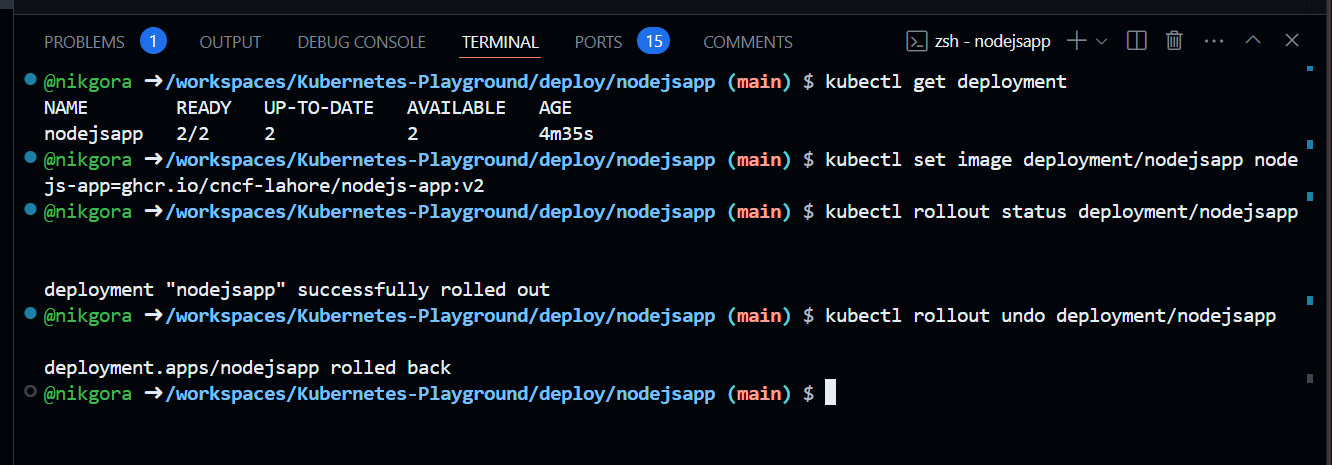 PROBLEMS 1 OUTPUT DEBUG CONSOLE TERMINAL PORTS 15 COMMENTS zsh - nodejsapp
@nikgora ➜/workspaces/Kubernetes-Playground/deploy/nodejsapp (main) $ kubectl get deployment
NAME READY UP-TO-DATE AVAILABLE AGE
nodejsapp 2/2 2 2 4m35s
@nikgora ➜/workspaces/Kubernetes-Playground/deploy/nodejsapp (main) $ kubectl set image deployment/nodejsapp node
js-app=ghcr.io/cncf-lahore/nodejs-app:v2
@nikgora ➜/workspaces/Kubernetes-Playground/deploy/nodejsapp (main) $ kubectl rollout status deployment/nodejsapp
deployment "nodejsapp" successfully rolled out
@nikgora ➜/workspaces/Kubernetes-Playground/deploy/nodejsapp (main) $ kubectl rollout undo deployment/nodejsapp
deployment.apps/nodejsapp rolled back
@nikgora ➜/workspaces/Kubernetes-Playground/deploy/nodejsapp (main) $